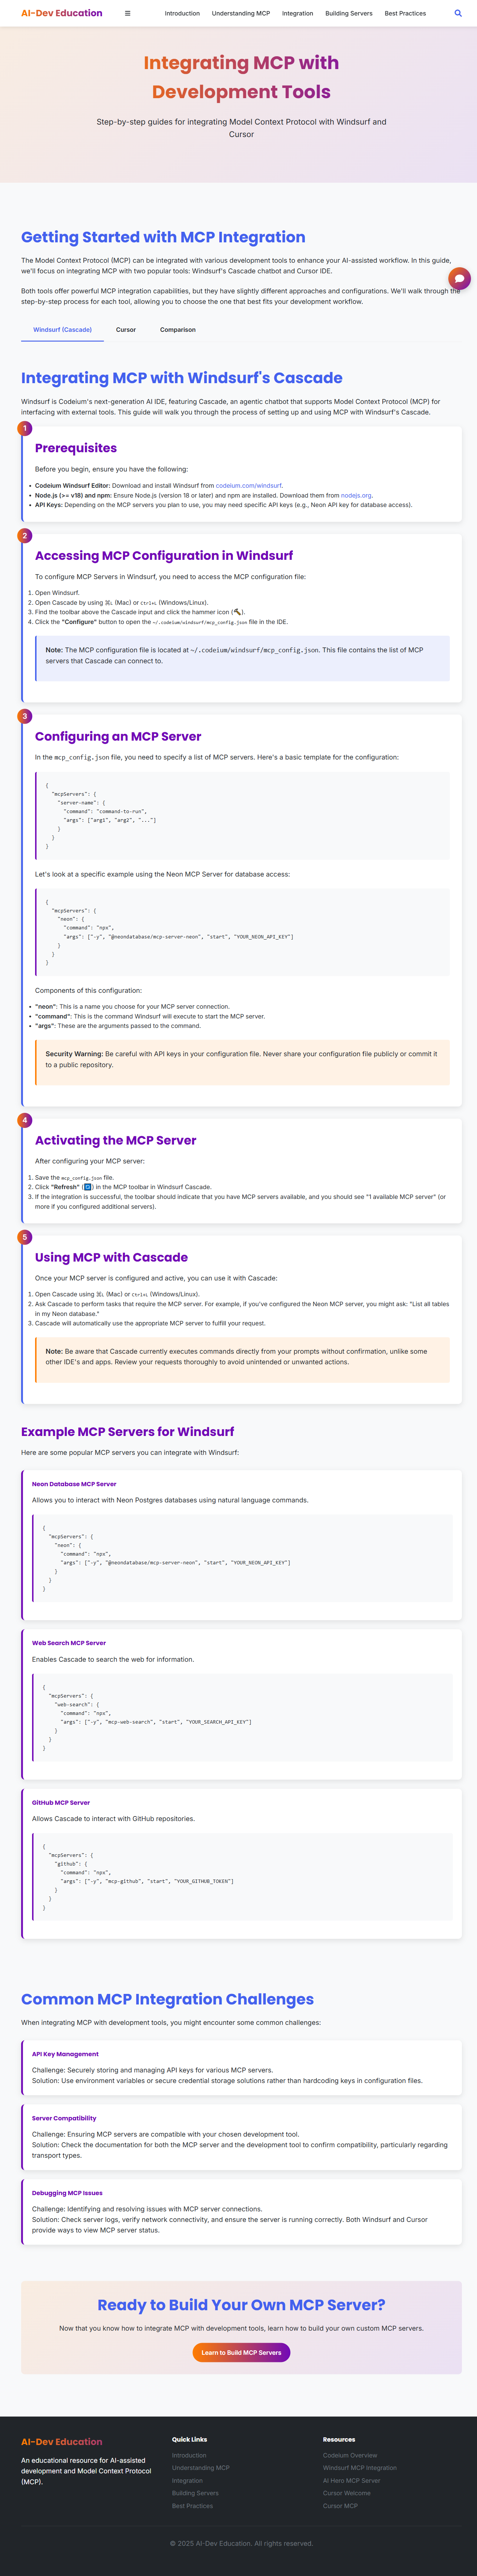 AI-Dev Education
Introduction
Understanding MCP
Integration
Building Servers
Best Practices
Integrating MCP with
Development Tools
Step-by-step guides for integrating Model Context Protocol with Windsurf and
Cursor
Getting Started with MCP Integration
The Model Context Protocol (MCP) can be integrated with various development tools to enhance your AI-assisted workflow. In this guide,
we'll focus on integrating MCP with two popular tools: Windsurf's Cascade chatbot and Cursor IDE.
Both tools offer powerful MCP integration capabilities, but they have slightly different approaches and configurations. We'll walk through the
step-by-step process for each tool, allowing you to choose the one that best fits your development workflow.
Windsurf (Cascade)
Cursor
Comparison
Integrating MCP with Windsurf's Cascade
Windsurf is Codeium's next-generation AI IDE, featuring Cascade, an agentic chatbot that supports Model Context Protocol (MCP) for
interfacing with external tools. This guide will walk you through the process of setting up and using MCP with Windsurf's Cascade.
1
Prerequisites
Before you begin, ensure you have the following:
• Codeium Windsurf Editor: Download and install Windsurf from codeium.com/windsurf.
• Node.js (>= v18) and npm: Ensure Node.js (version 18 or later) and npm are installed. Download them from nodejs.org.
• API Keys: Depending on the MCP servers you plan to use, you may need specific API keys (e.g., Neon API key for database access).
2
Accessing MCP Configuration in Windsurf
To configure MCP Servers in Windsurf, you need to access the MCP configuration file:
1. Open Windsurf.
2. Open Cascade by using ⌘L (Mac) or Ctrl+L (Windows/Linux).
3. Find the toolbar above the Cascade input and click the hammer icon (🔨).
4. Click the "Configure" button to open the ~/.codeium/windsurf/mcp_config.json file in the IDE.
Note: The MCP configuration file is located at ~/.codeium/windsurf/mcp_config.json. This file contains the list of MCP
servers that Cascade can connect to.
3
Configuring an MCP Server
In the mcp_config.json file, you need to specify a list of MCP servers. Here's a basic template for the configuration:
{
"mcpServers": {
"server-name": {
"command": "command-to-run",
"args": ["arg1", "arg2", "..."]
}
}
}
Let's look at a specific example using the Neon MCP Server for database access:
{
"mcpServers": {
"neon": {
"command": "npx",
"args": ["-y", "@neondatabase/mcp-server-neon", "start", "YOUR_NEON_API_KEY"]
}
}
}
Components of this configuration:
• "neon": This is a name you choose for your MCP server connection.
• "command": This is the command Windsurf will execute to start the MCP server.
• "args": These are the arguments passed to the command.
Security Warning: Be careful with API keys in your configuration file. Never share your configuration file publicly or commit it
to a public repository.
4
Activating the MCP Server
After configuring your MCP server:
1. Save the mcp_config.json file.
2. Click "Refresh" (🔄) in the MCP toolbar in Windsurf Cascade.
3. If the integration is successful, the toolbar should indicate that you have MCP servers available, and you should see "1 available MCP server" (or
more if you configured additional servers).
5
Using MCP with Cascade
Once your MCP server is configured and active, you can use it with Cascade:
1. Open Cascade using ⌘L (Mac) or Ctrl+L (Windows/Linux).
2. Ask Cascade to perform tasks that require the MCP server. For example, if you've configured the Neon MCP server, you might ask: "List all tables
in my Neon database."
3. Cascade will automatically use the appropriate MCP server to fulfill your request.
Note: Be aware that Cascade currently executes commands directly from your prompts without confirmation, unlike some
other IDE's and apps. Review your requests thoroughly to avoid unintended or unwanted actions.
Example MCP Servers for Windsurf
Here are some popular MCP servers you can integrate with Windsurf:
Neon Database MCP Server
Allows you to interact with Neon Postgres databases using natural language commands.
{
"mcpServers": {
"neon": {
"command": "npx",
"args": ["-y", "@neondatabase/mcp-server-neon", "start", "YOUR_NEON_API_KEY"]
}
}
}
Web Search MCP Server
Enables Cascade to search the web for information.
{
"mcpServers": {
"web-search": {
"command": "npx",
"args": ["-y", "mcp-web-search", "start", "YOUR_SEARCH_API_KEY"]
}
}
}
GitHub MCP Server
Allows Cascade to interact with GitHub repositories.
{
"mcpServers": {
"github": {
"command": "npx",
"args": ["-y", "mcp-github", "start", "YOUR_GITHUB_TOKEN"]
}
}
}
Common MCP Integration Challenges
When integrating MCP with development tools, you might encounter some common challenges:
API Key Management
Challenge: Securely storing and managing API keys for various MCP servers.
Solution: Use environment variables or secure credential storage solutions rather than hardcoding keys in configuration files.
Server Compatibility
Challenge: Ensuring MCP servers are compatible with your chosen development tool.
Solution: Check the documentation for both the MCP server and the development tool to confirm compatibility, particularly regarding
transport types.
Debugging MCP Issues
Challenge: Identifying and resolving issues with MCP server connections.
Solution: Check server logs, verify network connectivity, and ensure the server is running correctly. Both Windsurf and Cursor
provide ways to view MCP server status.
Ready to Build Your Own MCP Server?
Now that you know how to integrate MCP with development tools, learn how to build your own custom MCP servers.
Learn to Build MCP Servers
AI-Dev Education
An educational resource for AI-assisted
development and Model Context Protocol
(MCP).
Quick Links
Introduction
Understanding MCP
Integration
Building Servers
Best Practices
Resources
Codeium Overview
Windsurf MCP Integration
AI Hero MCP Server
Cursor Welcome
Cursor MCP
© 2025 AI-Dev Education. All rights reserved.